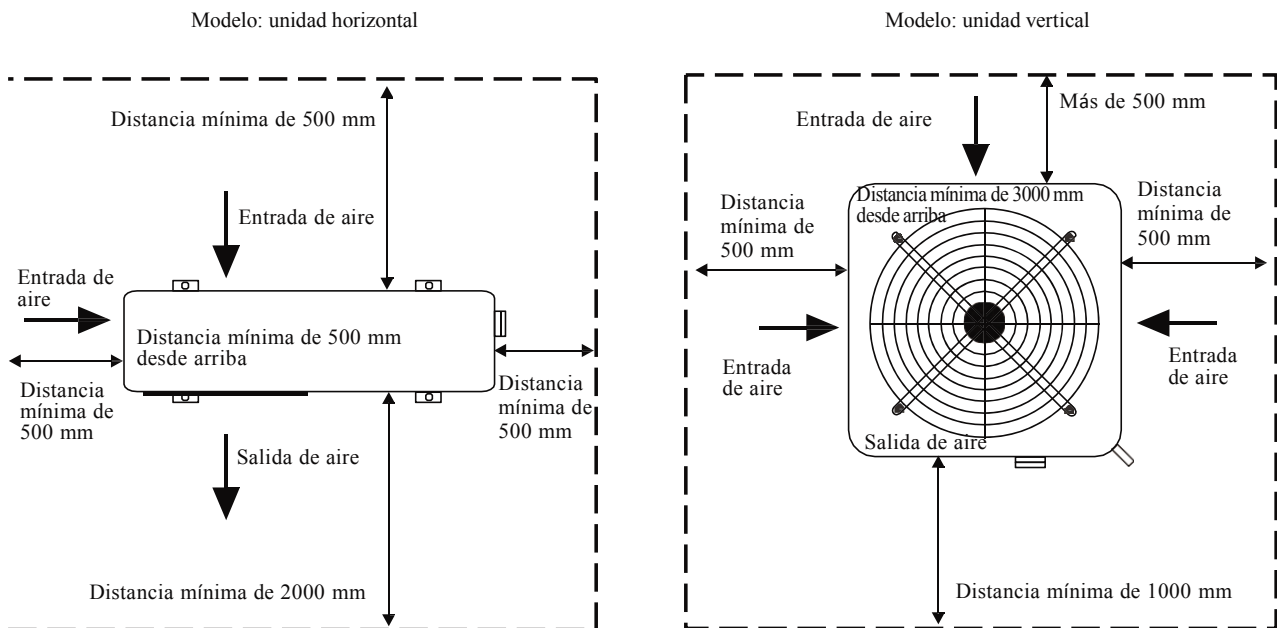 Modelo: unidad horizontal
Distancia mínima de 500 mm
Entrada de aire
Entrada de
aire
Distancia mínima de 500 mm
desde arriba
Distancia
mínima de
500 mm
Distancia
mínima de
500 mm
Salida de aire
Distancia mínima de 2000 mm
Modelo: unidad vertical
Más de 500 mm
Entrada de aire
Distancia
mínima de
500 mm
Distancia mínima de 3000 mm
desde arriba
Distancia
mínima de
500 mm
Entrada
de aire
Entrada
de aire
Salida de aire
Distancia mínima de 1000 mm